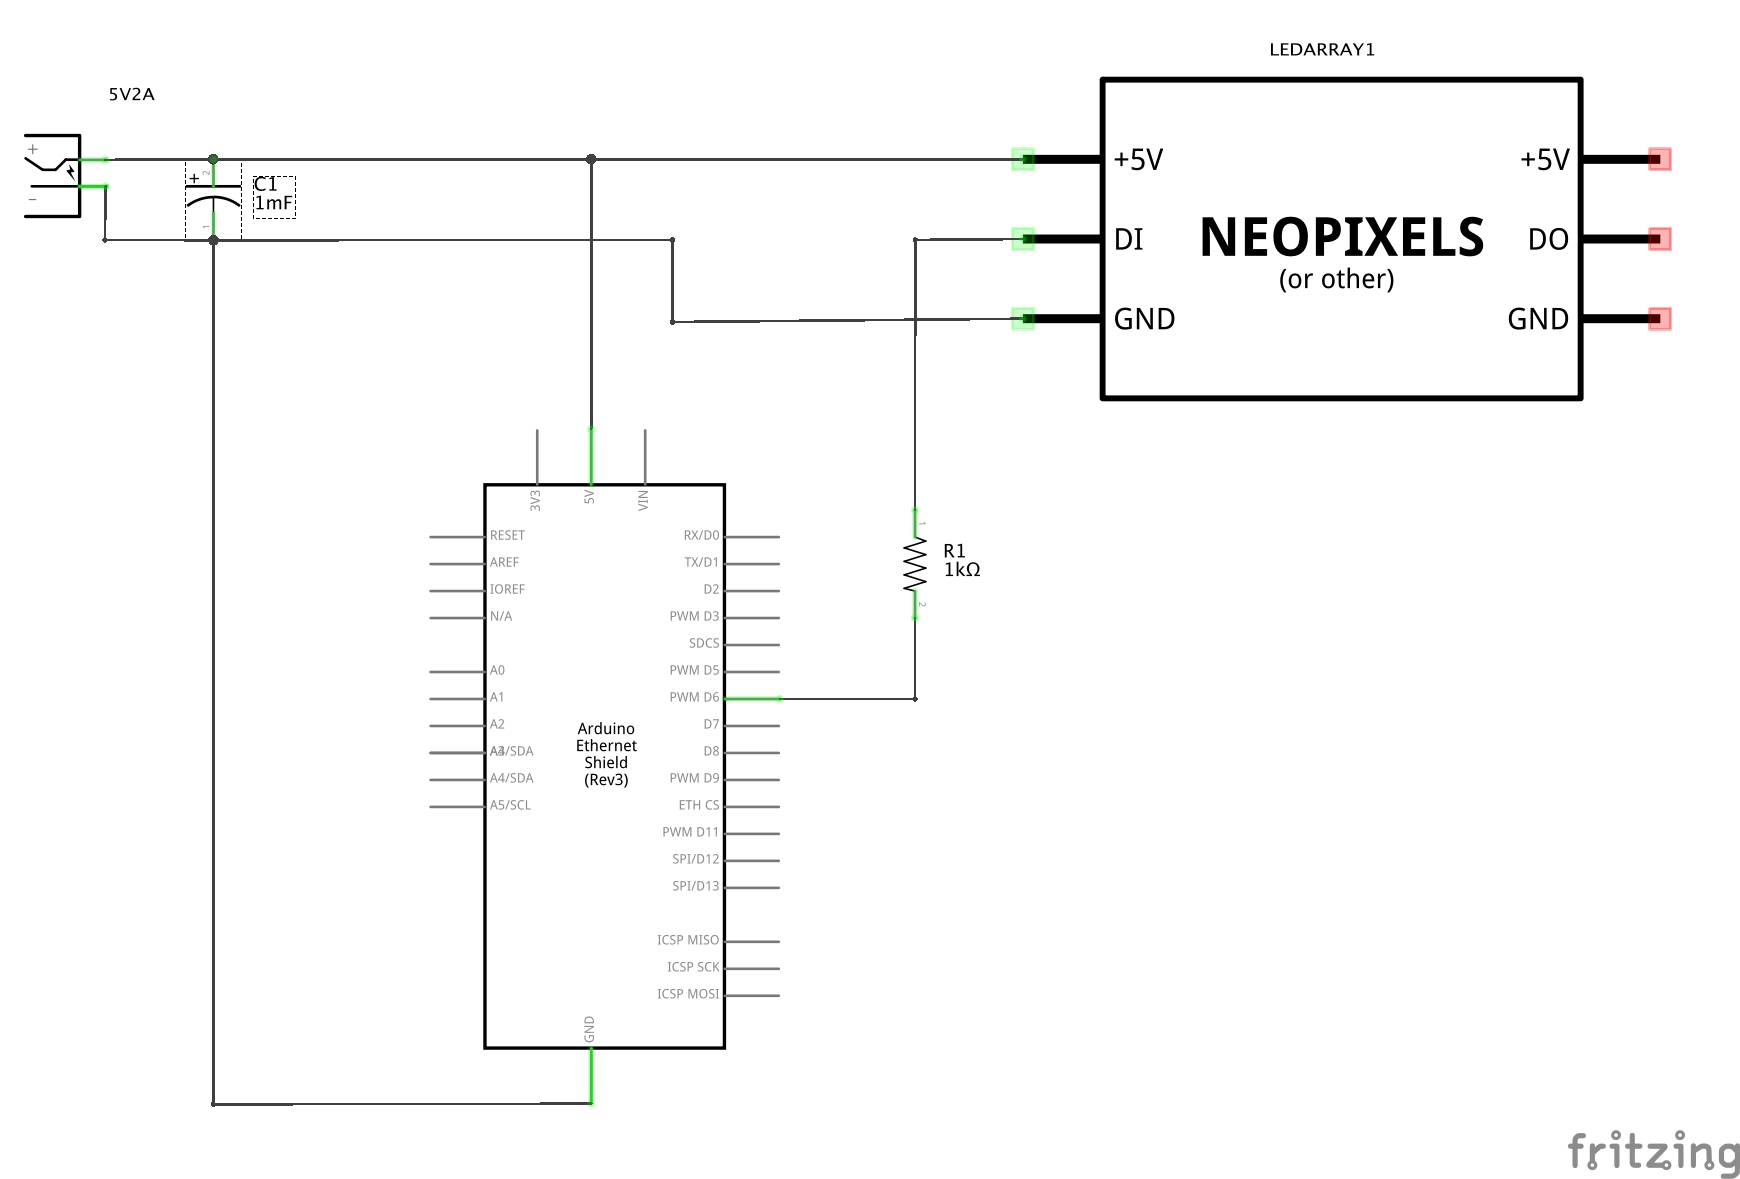 LEDARRAY1
5V2A
+
-
+ 2
C1
1mF
1
+5V
DI
GND
NEOPIXELS
(or other)
+5V
DO
GND
3V3
5V
VIN
RESET
AREF
IOREF
N/A
A0
A1
A2
A4/SDA
A5/SCL
RX/D0
TX/D1
D2
PWM D3
SDCS
PWM D5
PWM D6
D7
D8
PWM D9
ETH CS
PWM D11
SPI/D12
SPI/D13
ICSP MISO
ICSP SCK
ICSP MOSI
GND
Arduino
Ethernet
Shield
(Rev3)
1
R1
1kΩ
2
fritzing